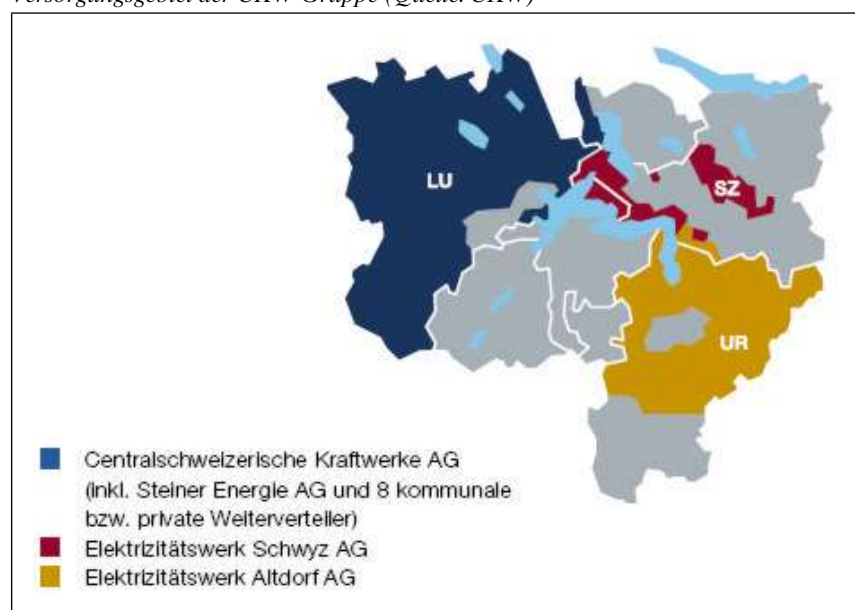 Versorgungsgebiet der CKW-Gruppe (Quelle: CKW)
LU
SZ
UR
Centralschweizerische Kraftwerke AG
(inkl. Steiner Energie AG und 8 kommunale
bzw. private Weiterverteiler)
Elektrizitätswerk Schwyz AG
Elektrizitätswerk Altdorf AG